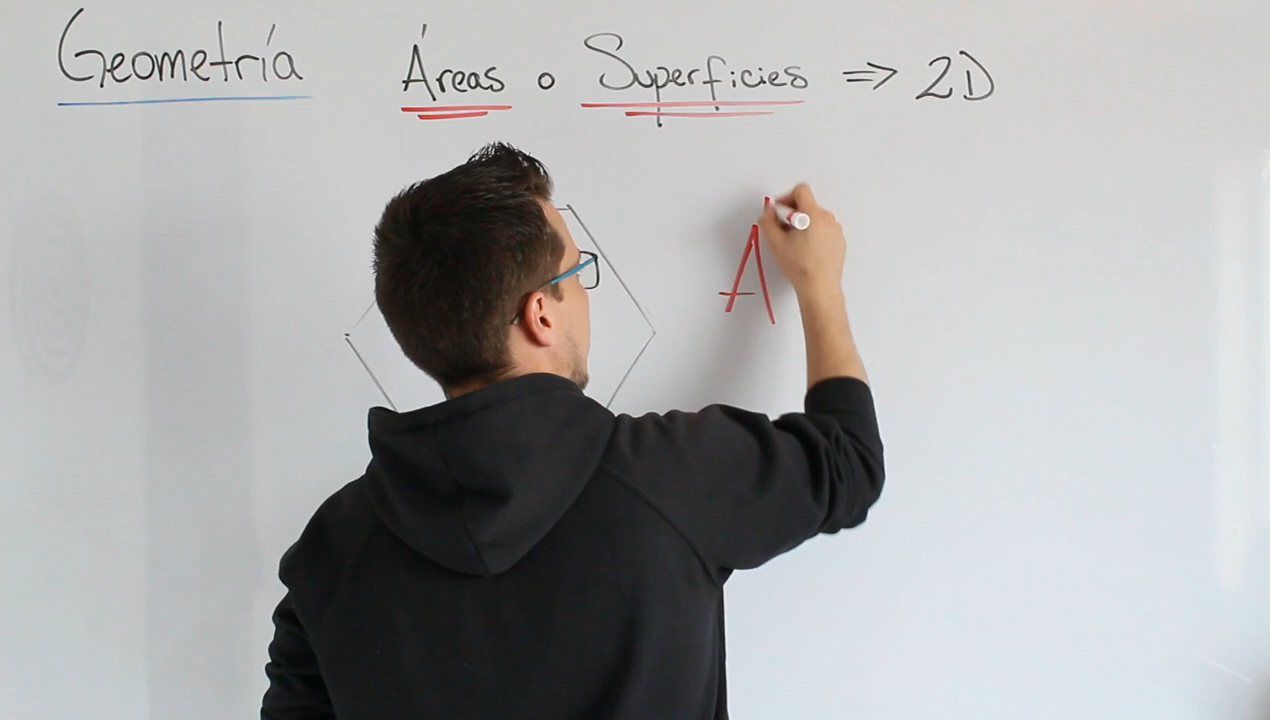 Geometría Áreas o Superficies => 2D
Á